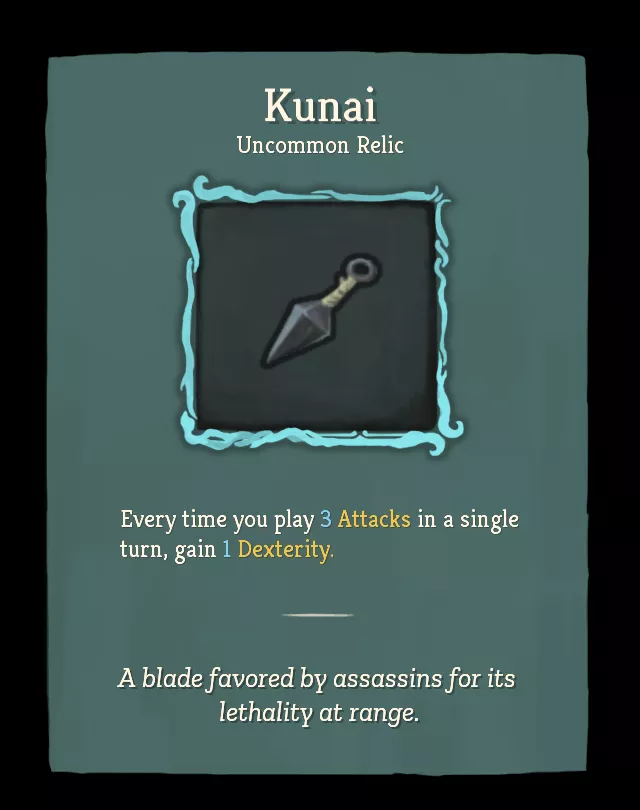 Kunai
Uncommon Relic
Every time you play 3 Attacks in a single
turn, gain 1 Dexterity.
A blade favored by assassins for its
lethality at range.